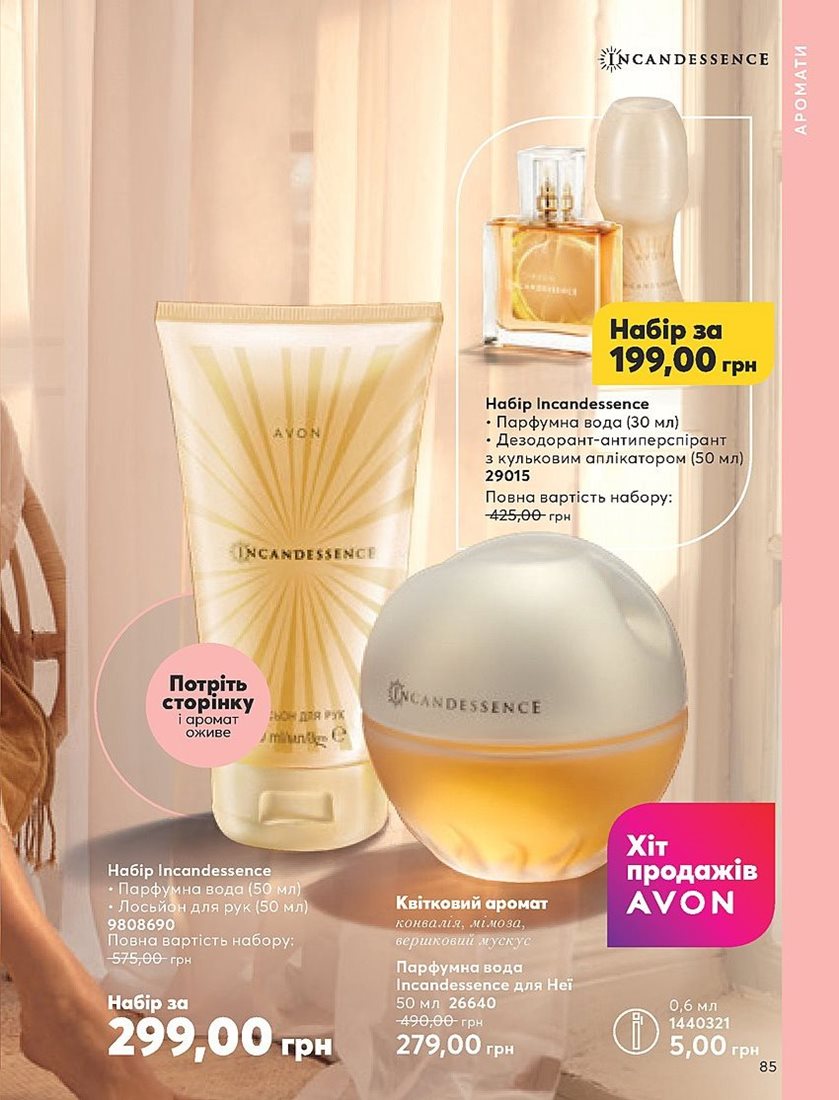 INCANDESSENCE
АРОМАТИ
INCANDESSENCE
INCANDESSENCE
Набір за
199,00 грн
Набір Incandessence
• Парфумна вода (30 мл)
• Дезодорант-антиперспірант
з кульковим аплікатором (50 мл)
29015
Повна вартість набору:
425,00 грн
AVON
INCANDESSENCE
Потріть
сторінку
і аромат
оживе
ДЛЯ РУК
INCANDESSENCE
Хіт
продажів
AVON
Набір Incandessence
• Парфумна вода (50 мл)
• Лосьйон для рук (50 мл)
9808690
Повна вартість набору:
575,00 грн
Набір за
299,00 грн
Квітковий аромат
конвалія, мімоза,
вершковий мускус
Парфумна вода
Incandessence для Неї
50 мл 26640
490,00 грн
279,00 грн
0,6 мл
1440321
5,00 грн
85